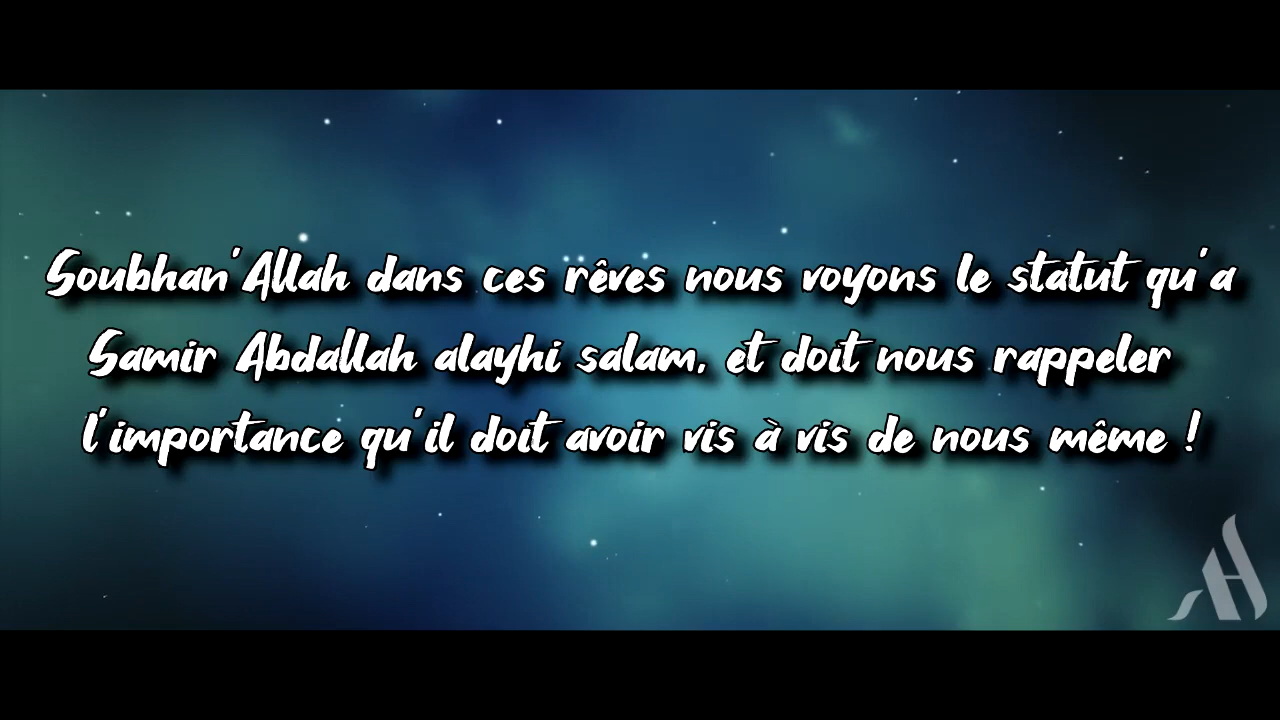 Soubhan'Allah dans ces rêves nous voyons le statut qu'a
Samir Abdallah alayhi salam, et doit nous rappeler
l'importance qu'il doit avoir vis à vis de nous même !